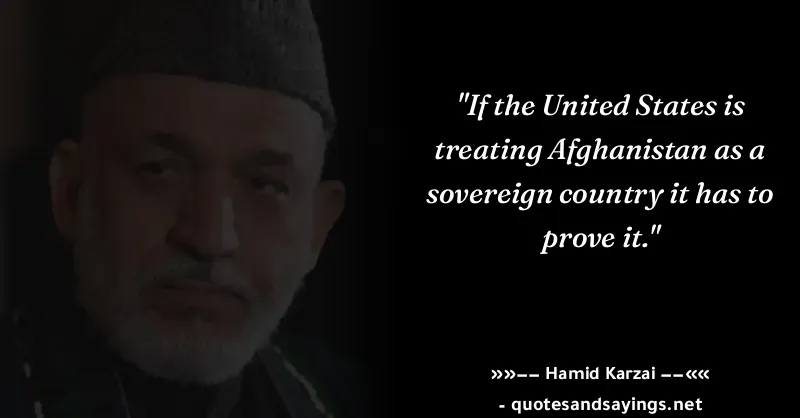 "If the United States is
treating Afghanistan as a
sovereign country it has to
prove it."
»»−− Hamid Karzai −−««
- quotesandsayings.net